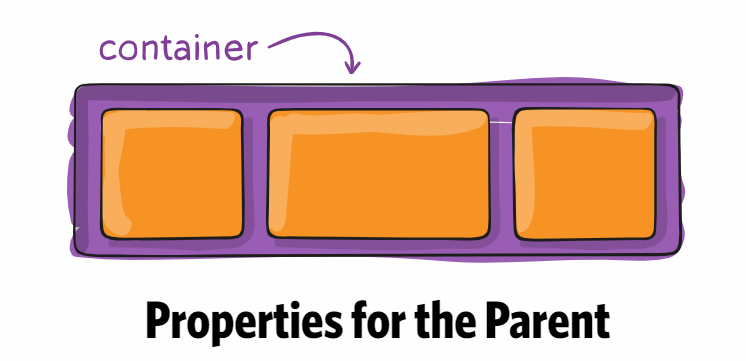 container
Properties for the Parent